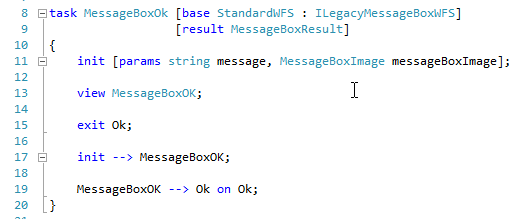 8 task MessageBoxOk [base StandardWFS : ILegacyMessageBoxWFS]
9 [result MessageBoxResult]
10 {
11 init [params string message, MessageBoxImage messageBoxImage];
12
13 view MessageBoxOK;
14
15 exit Ok;
16
17 init --> MessageBoxOK;
18
19 MessageBoxOK --> Ok on Ok;
20 }